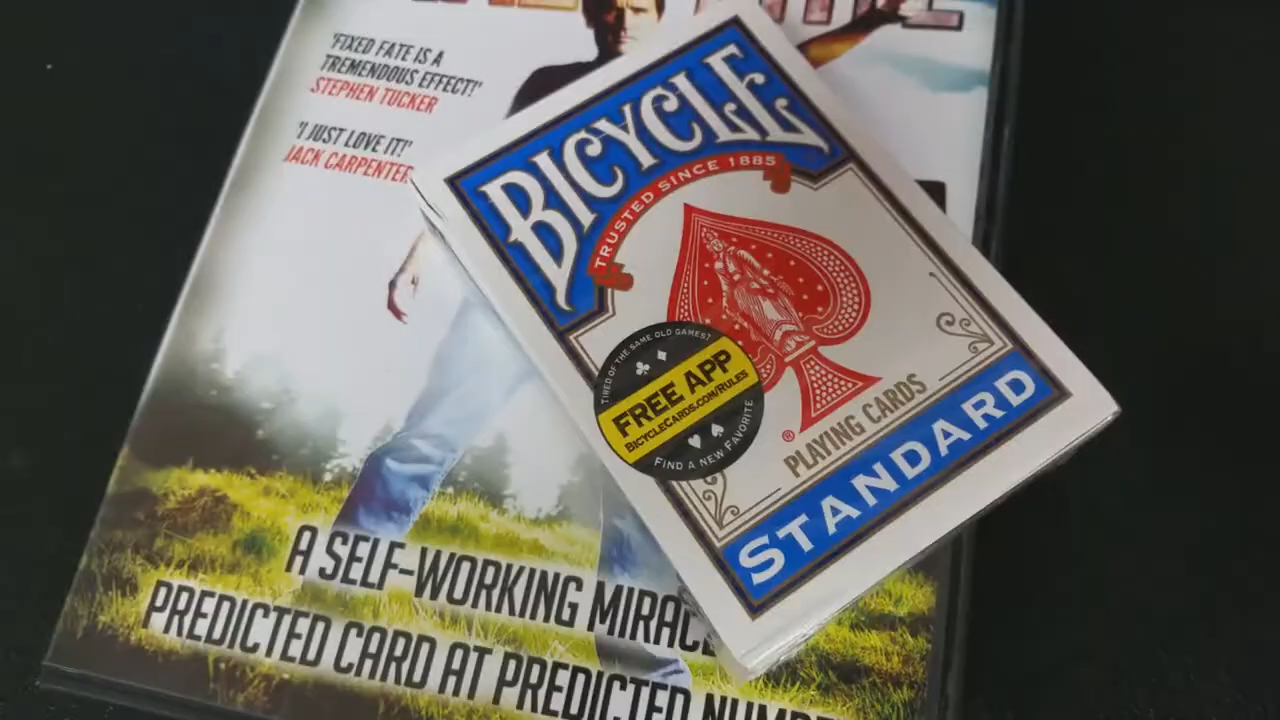 'FIXED FATE IS A
TREMENDOUS EFFECT!'
STEPHEN TUCKER
'I JUST LOVE IT!'
JACK CARPENTER
BICYCLE
TRUSTED SINCE 1885
TIRED OF THE SAME OLD GAMES?
FREE APP
BICYCLECARDS.COM/RULES
FIND A NEW FAVORITE
®
PLAYING CARDS
STANDARD
A SELF-WORKING
PREDICTED CARD AT PREDICTED